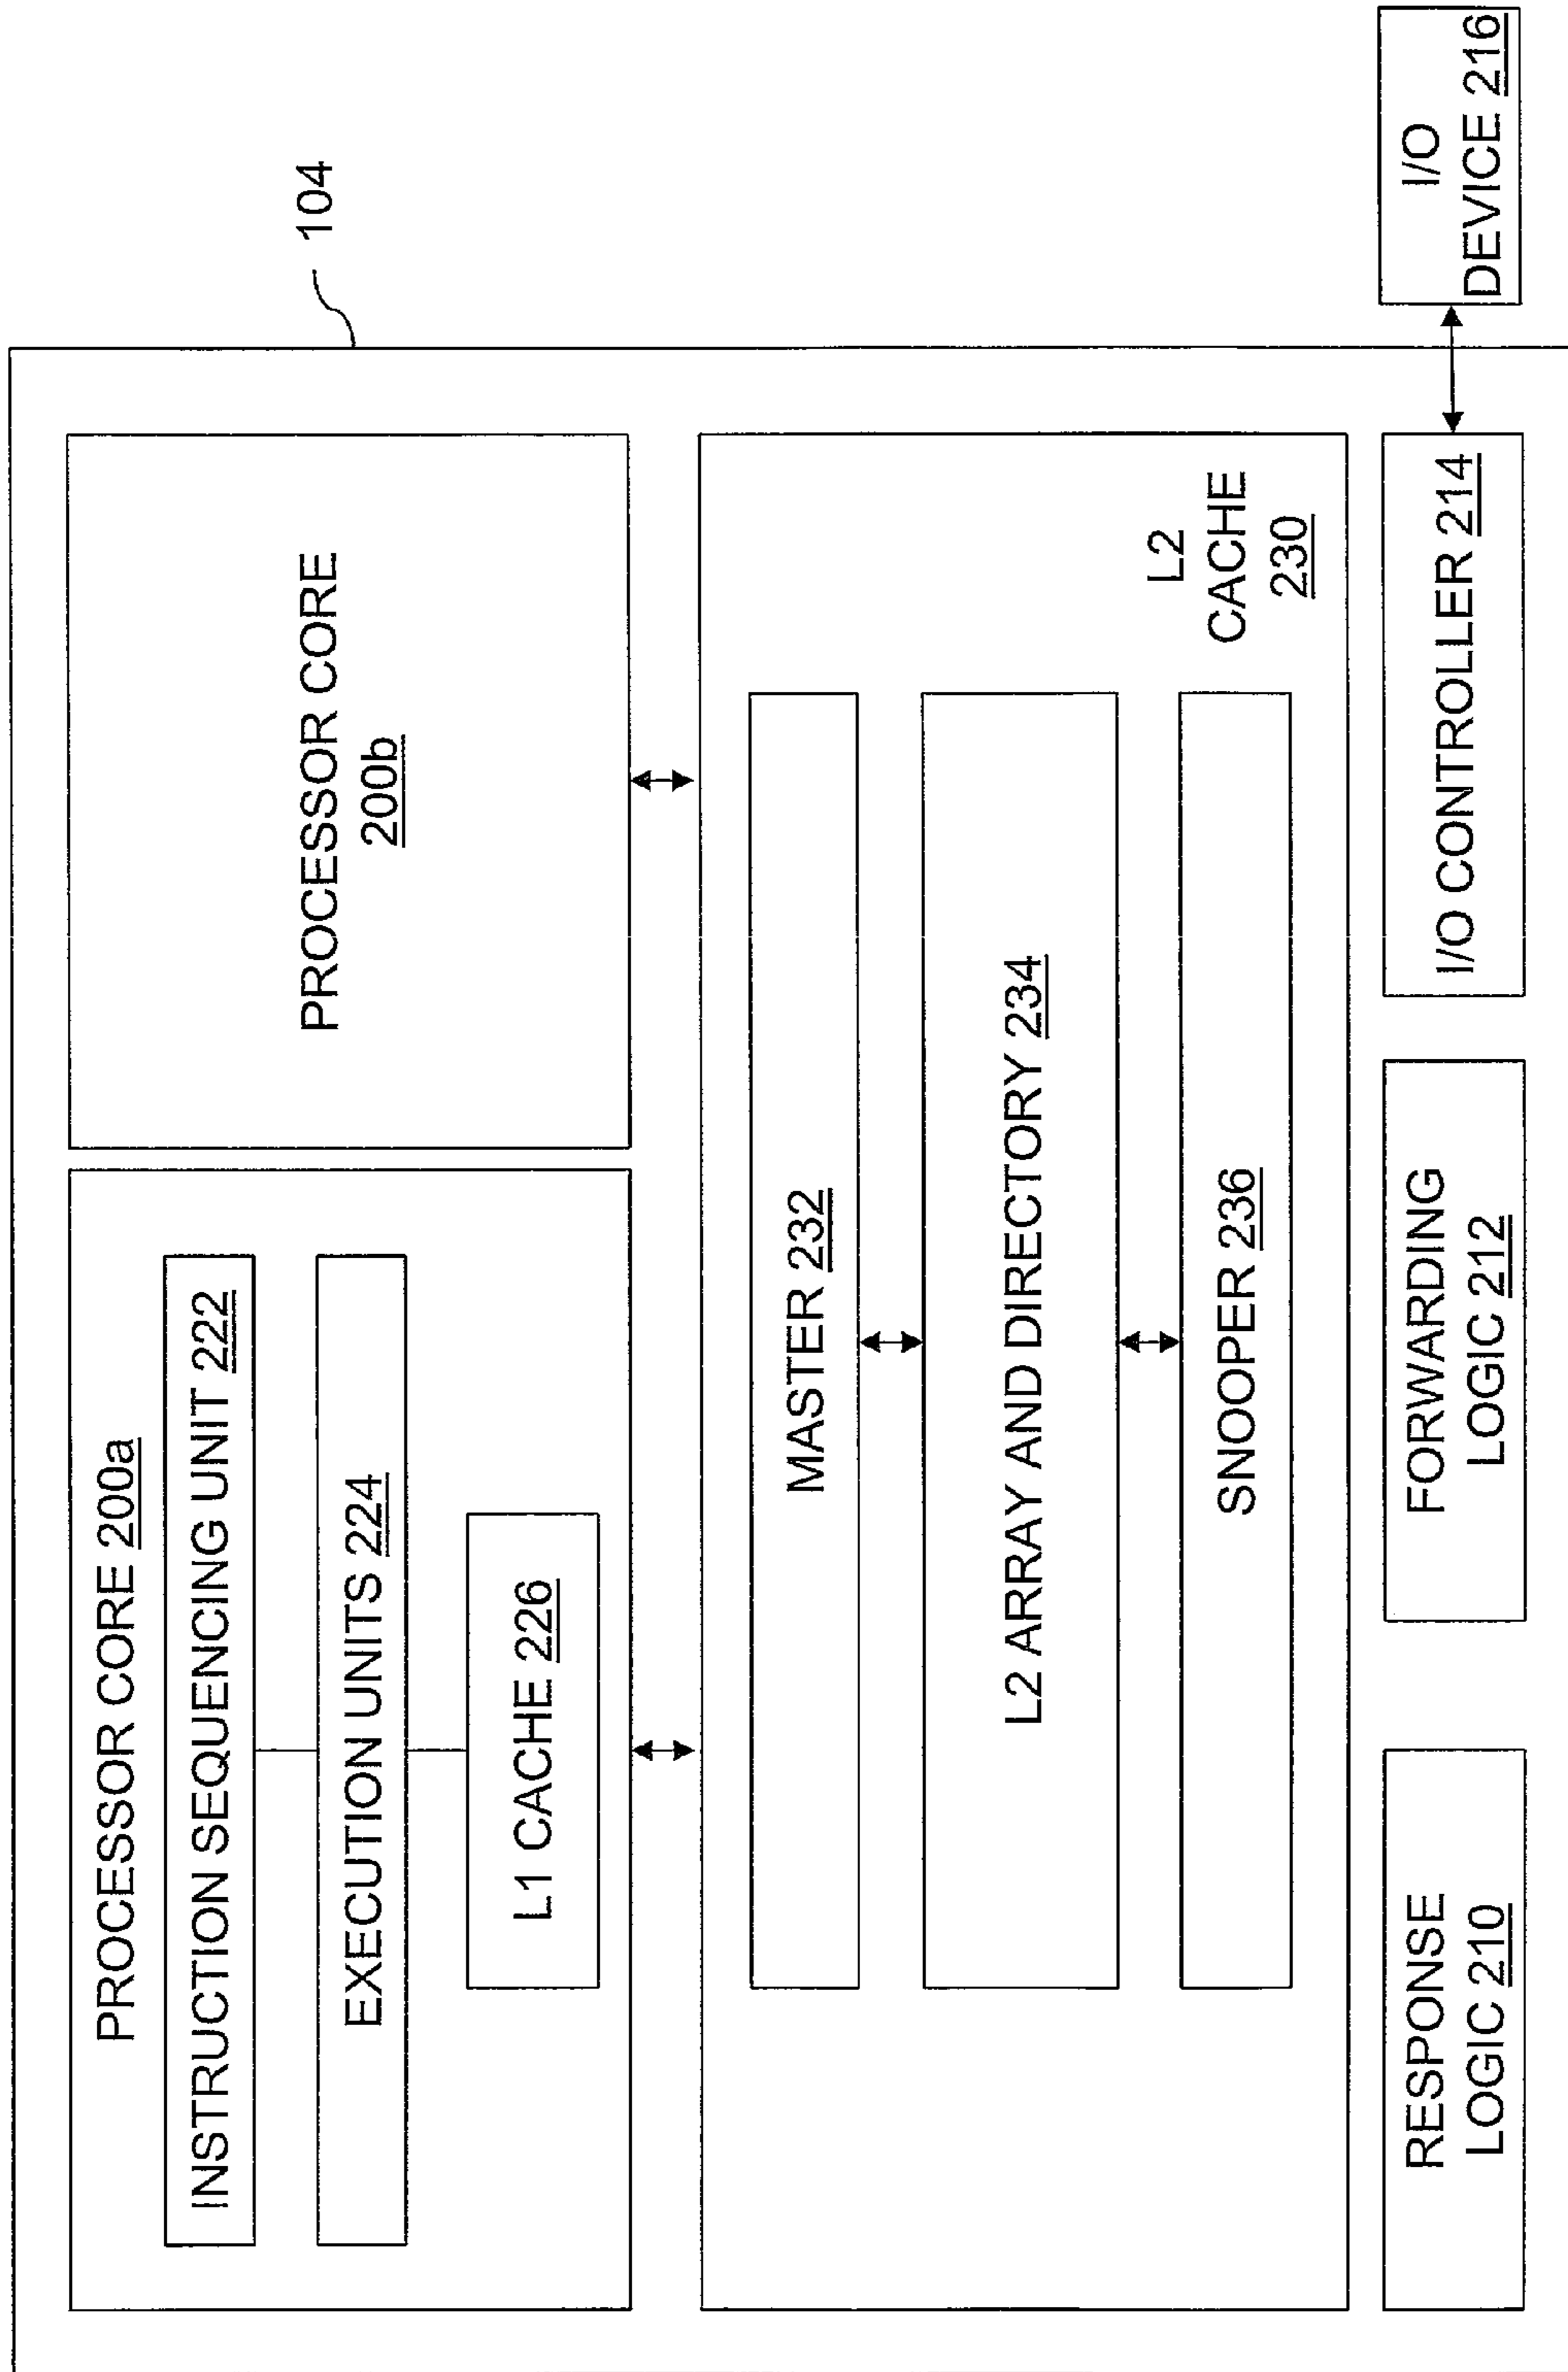 104
PROCESSOR CORE 200a
INSTRUCTION SEQUENCING UNIT 222
EXECUTION UNITS 224
L1 CACHE 226
PROCESSOR CORE
200b
MASTER 232
L2 ARRAY AND DIRECTORY 234
SNOOPER 236
L2
CACHE
230
RESPONSE
LOGIC 210
FORWARDING
LOGIC 212
I/O CONTROLLER 214
I/O
DEVICE 216